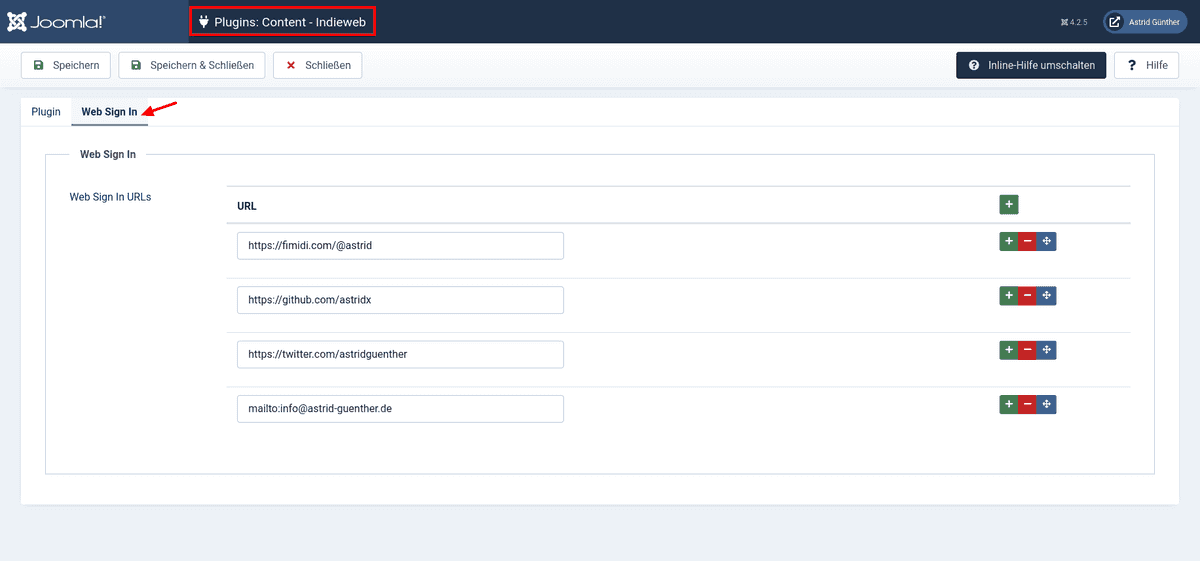 Joomla!® Plugins: Content - Indieweb 4.2.5 Astrid Günther
Speichern Speichern & Schließen Schließen Inline-Hilfe umschalten Hilfe
Plugin Web Sign In
Web Sign In
Web Sign In URLs
URL
https://fimidi.com/@astrid
https://github.com/astridx
https://twitter.com/astridguenther
mailto:info@astrid-guenther.de